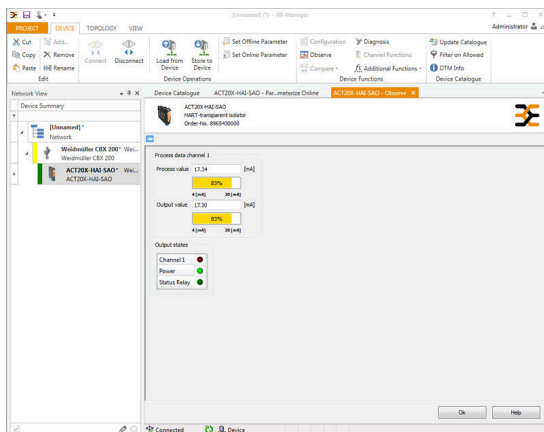 [Unnamed] (*) - WI-Manager
PROJECT DEVICE TOPOLOGY VIEW Administrator
Cut Add...
Copy Remove
Paste Rename
Connect Disconnect
Load from Device Store to Device
Set Offline Parameter
Set Online Parameter
Configuration Diagnosis
Observe Channel Functions
Compare Additional Functions
Update Catalogue
Filter on Allowed
DTM Info
Edit Device Operations Device Functions Device Catalogue
Network View
Device Summary
[Unnamed]*
Network
Weidmüller CBX 200* Wei...
Weidmüller CBX 200
ACT20X-HAI-SAO* Wei...
ACT20X-HAI-SAO
Device Catalogue ACT20X-HAI-SAO - Par...meterize Online ACT20X-HAI-SAO - Observe
ACT20X-HAI-SAO
HART-transparent isolator
Order-No. 8965430000
Process data channel 1
Process value 17.34 [mA]
83%
4 [mA] 20 [mA]
Output value 17.30 [mA]
83%
4 [mA] 20 [mA]
Output states
Channel 1
Power
Status Relay
Ok Help
Connected Device